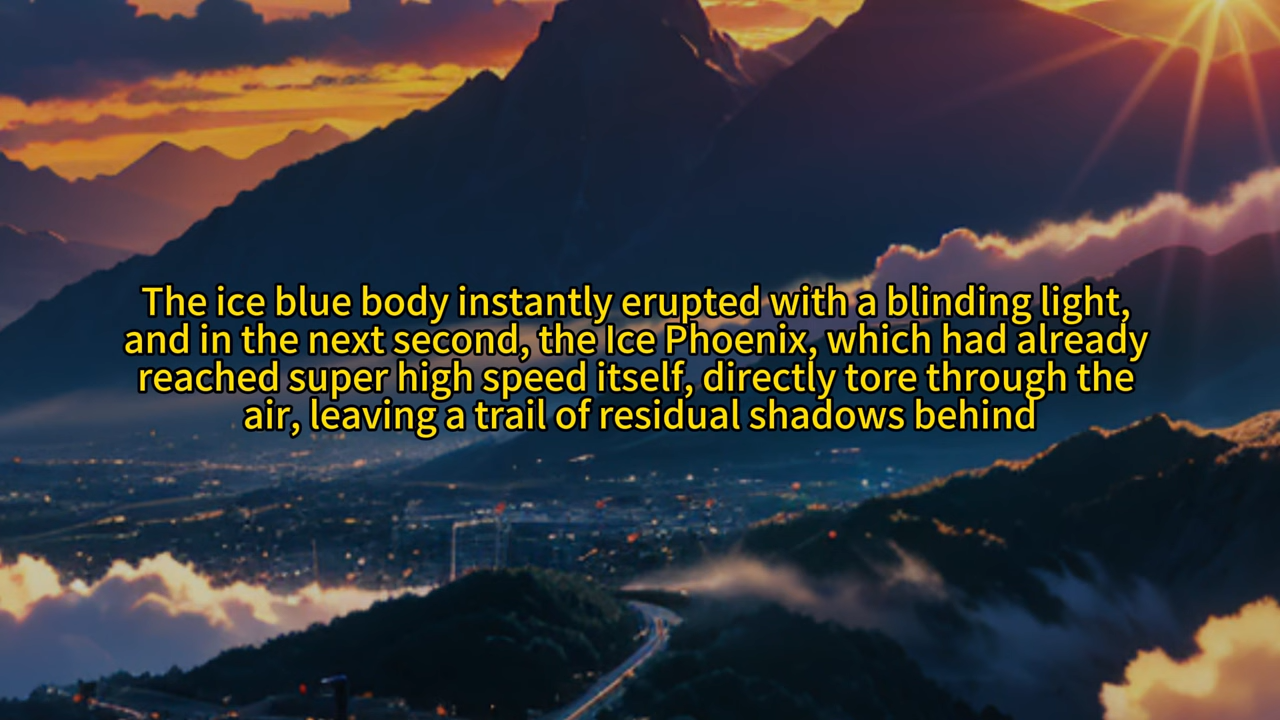 The ice blue body instantly erupted with a blinding light,
and in the next second, the Ice Phoenix, which had already
reached super high speed itself, directly tore through the
air, leaving a trail of residual shadows behind